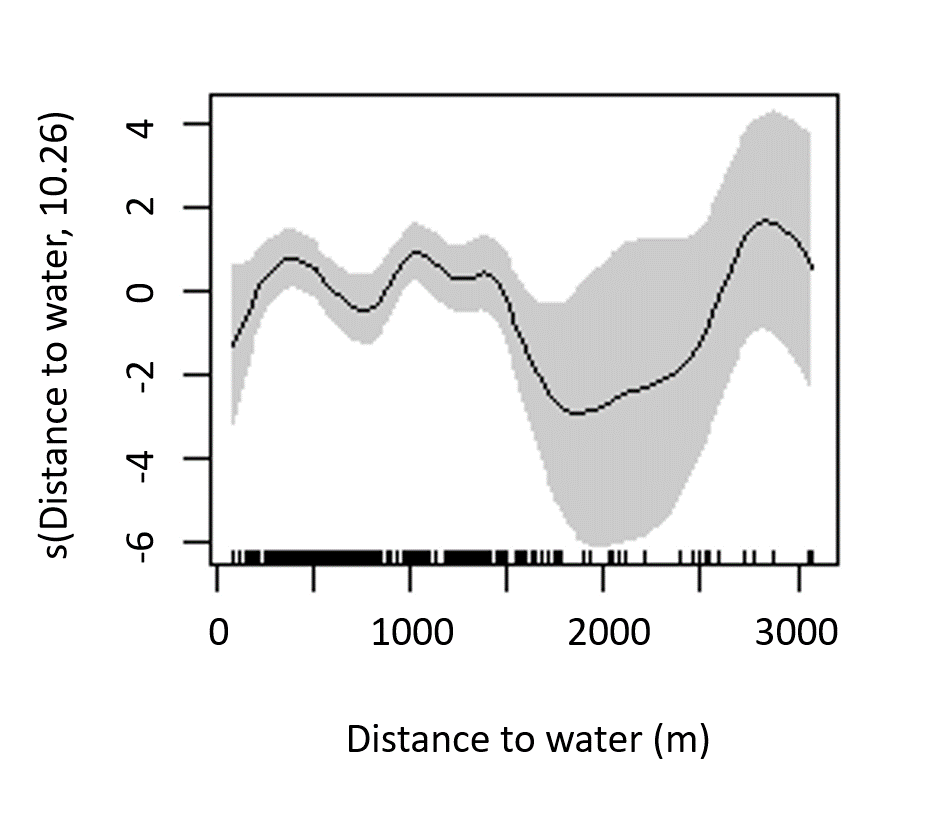 s(Distance to water, 10.26)
4
2
0
-2
-4
-6
0 1000 2000 3000
Distance to water (m)